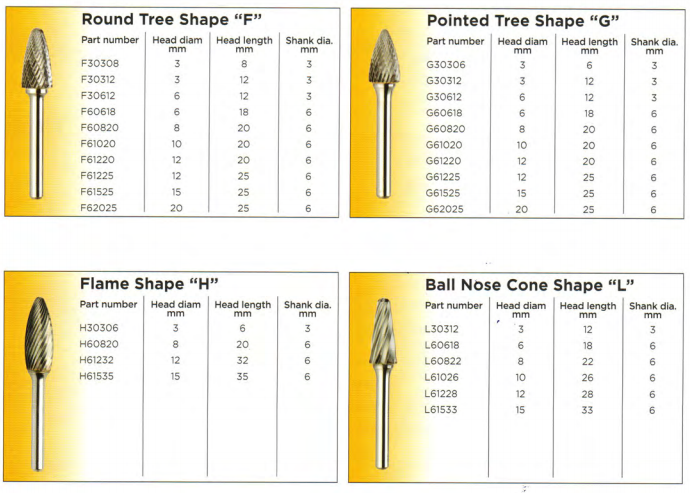 Round Tree Shape “F”
Part number Head diam mm Head length mm Shank dia. mm
F30308 3 8 3
F30312 3 12 3
F30612 6 12 3
F60618 6 18 6
F60820 8 20 6
F61020 10 20 6
F61220 12 20 6
F61225 12 25 6
F61525 15 25 6
F62025 20 25 6
Pointed Tree Shape “G”
Part number Head diam mm Head length mm Shank dia. mm
G30306 3 6 3
G30312 3 12 3
G30612 6 12 3
G60618 6 18 6
G60820 8 20 6
G61020 10 20 6
G61220 12 20 6
G61225 12 25 6
G61525 15 25 6
G62025 20 25 6
Flame Shape “H”
Part number Head diam mm Head length mm Shank dia. mm
H30306 3 6 3
H60820 8 20 6
H61232 12 32 6
H61535 15 35 6
Ball Nose Cone Shape “L”
Part number Head diam mm Head length mm Shank dia. mm
L30312 3 12 3
L60618 6 18 6
L60822 8 22 6
L61026 10 26 6
L61228 12 28 6
L61533 15 33 6